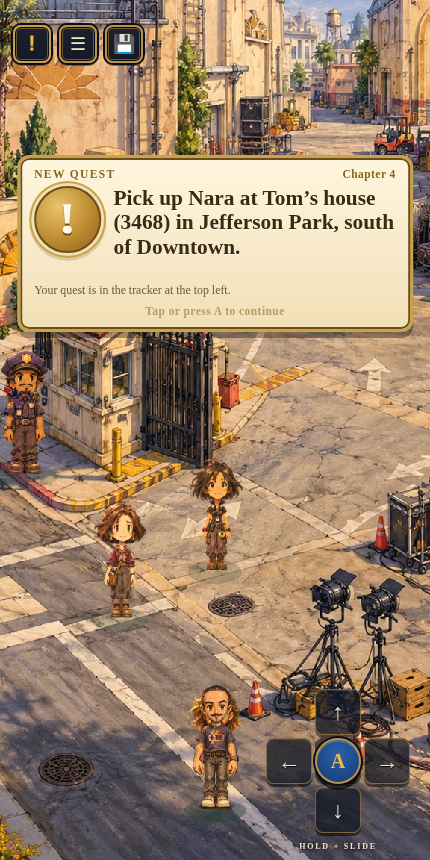 ! ☰ 💾
NEW QUEST Chapter 4
!
Pick up Nara at Tom’s house
(3468) in Jefferson Park, south
of Downtown.
Your quest is in the tracker at the top left.
Tap or press A to continue
↑
← A →
↓
HOLD + SLIDE